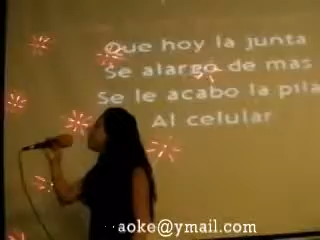 Que hoy la junta
Se alargo de mas
Se le acabo la pila
Al celular
aoke@ymail.com